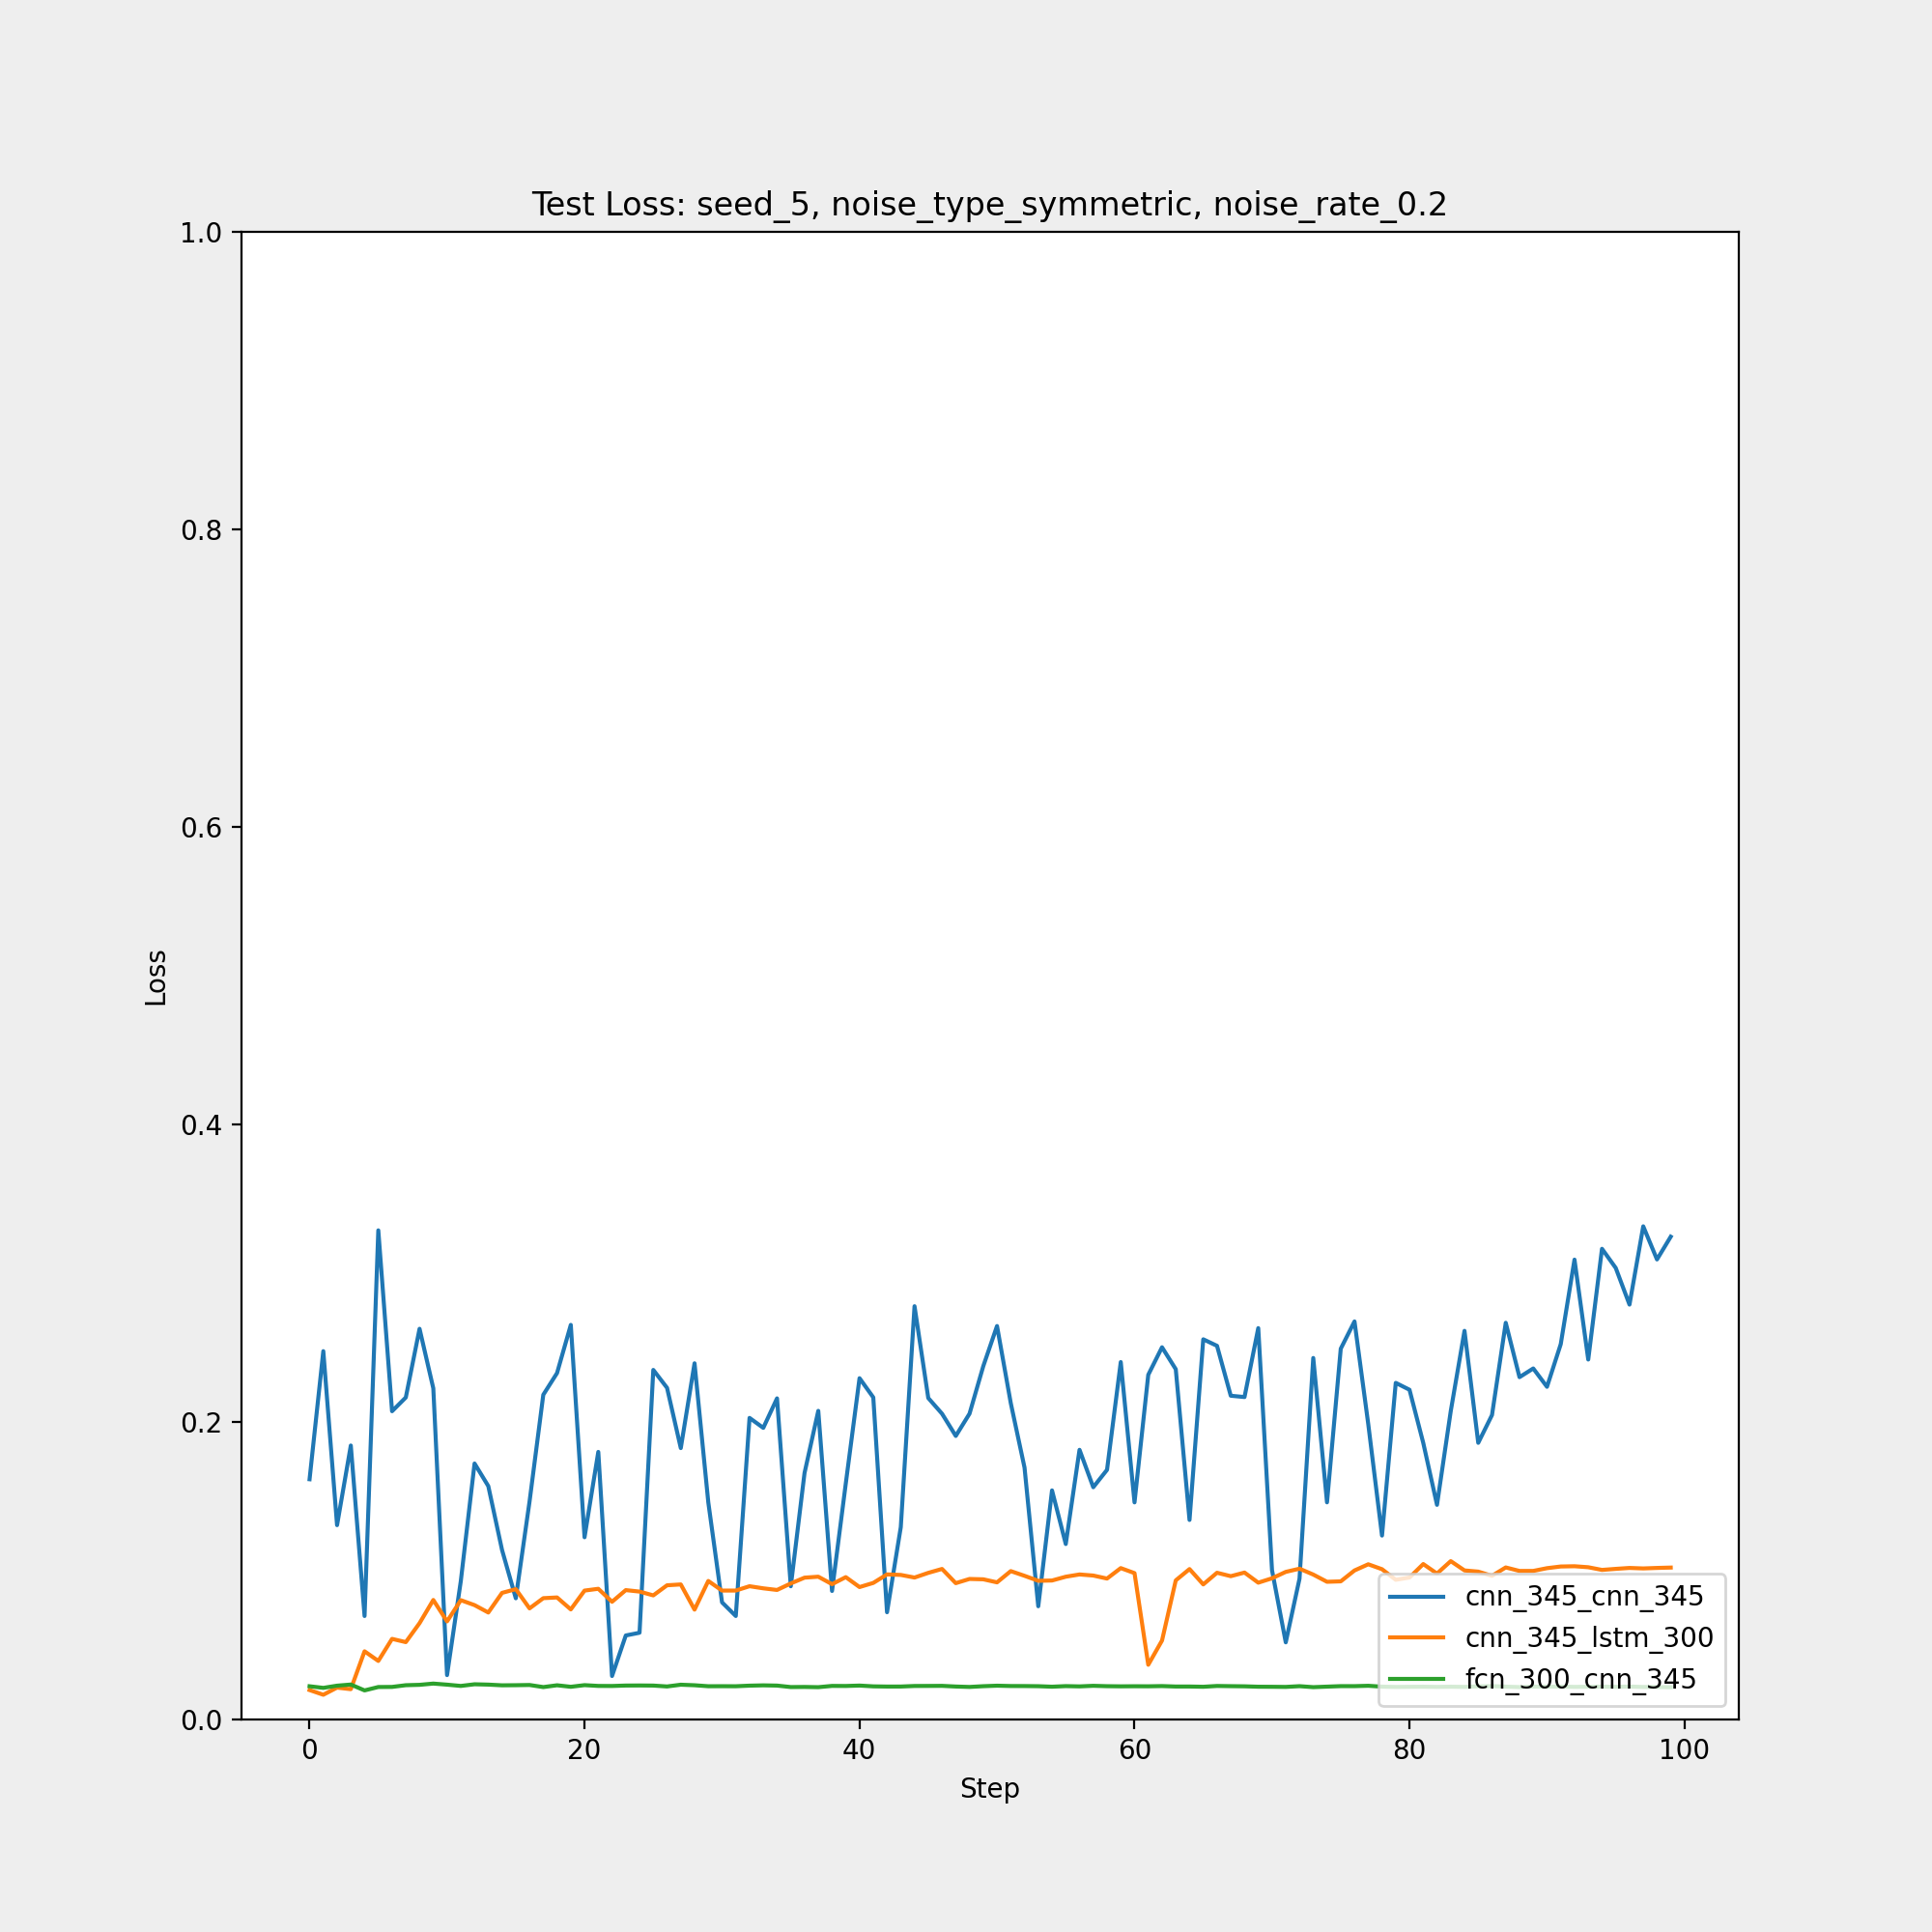 Test Loss: seed_5, noise_type_symmetric, noise_rate_0.2
1.0
0.8
0.6
0.4
0.2
0.0
Loss
cnn_345_cnn_345
cnn_345_lstm_300
fcn_300_cnn_345
0 20 40 60 80 100
Step